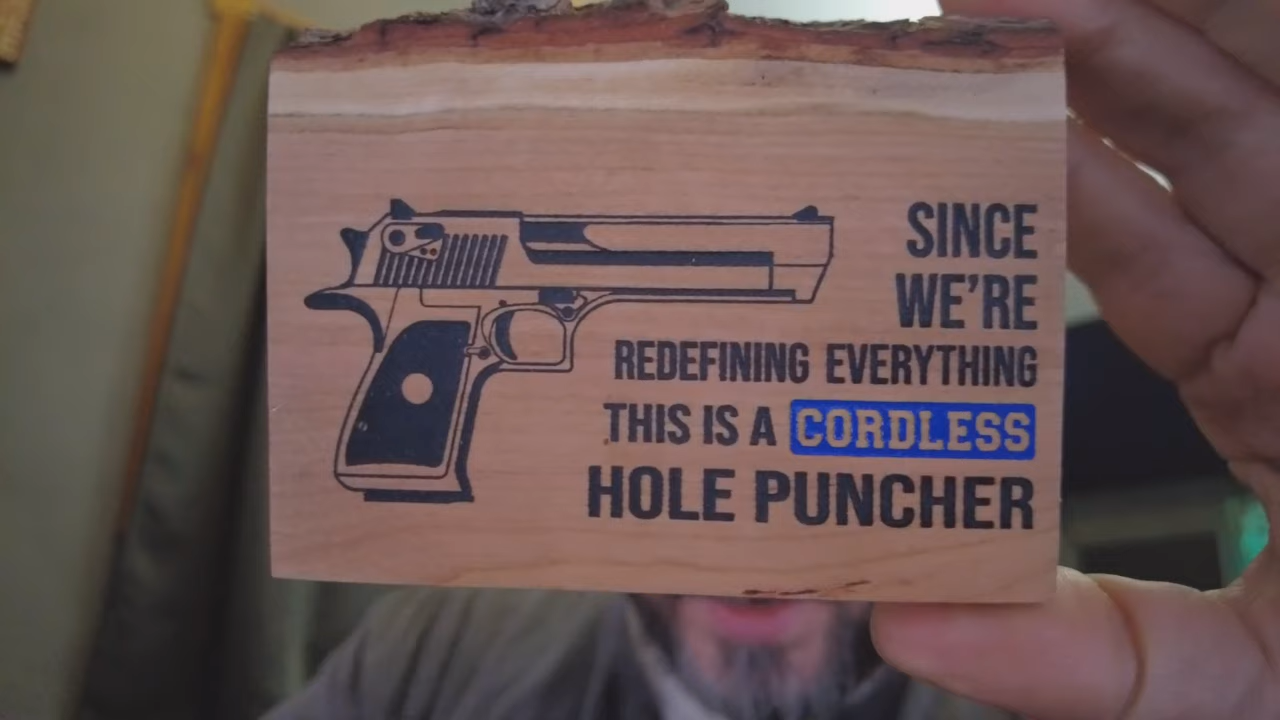 SINCE
WE'RE
REDEFINING EVERYTHING
THIS IS A CORDLESS
HOLE PUNCHER